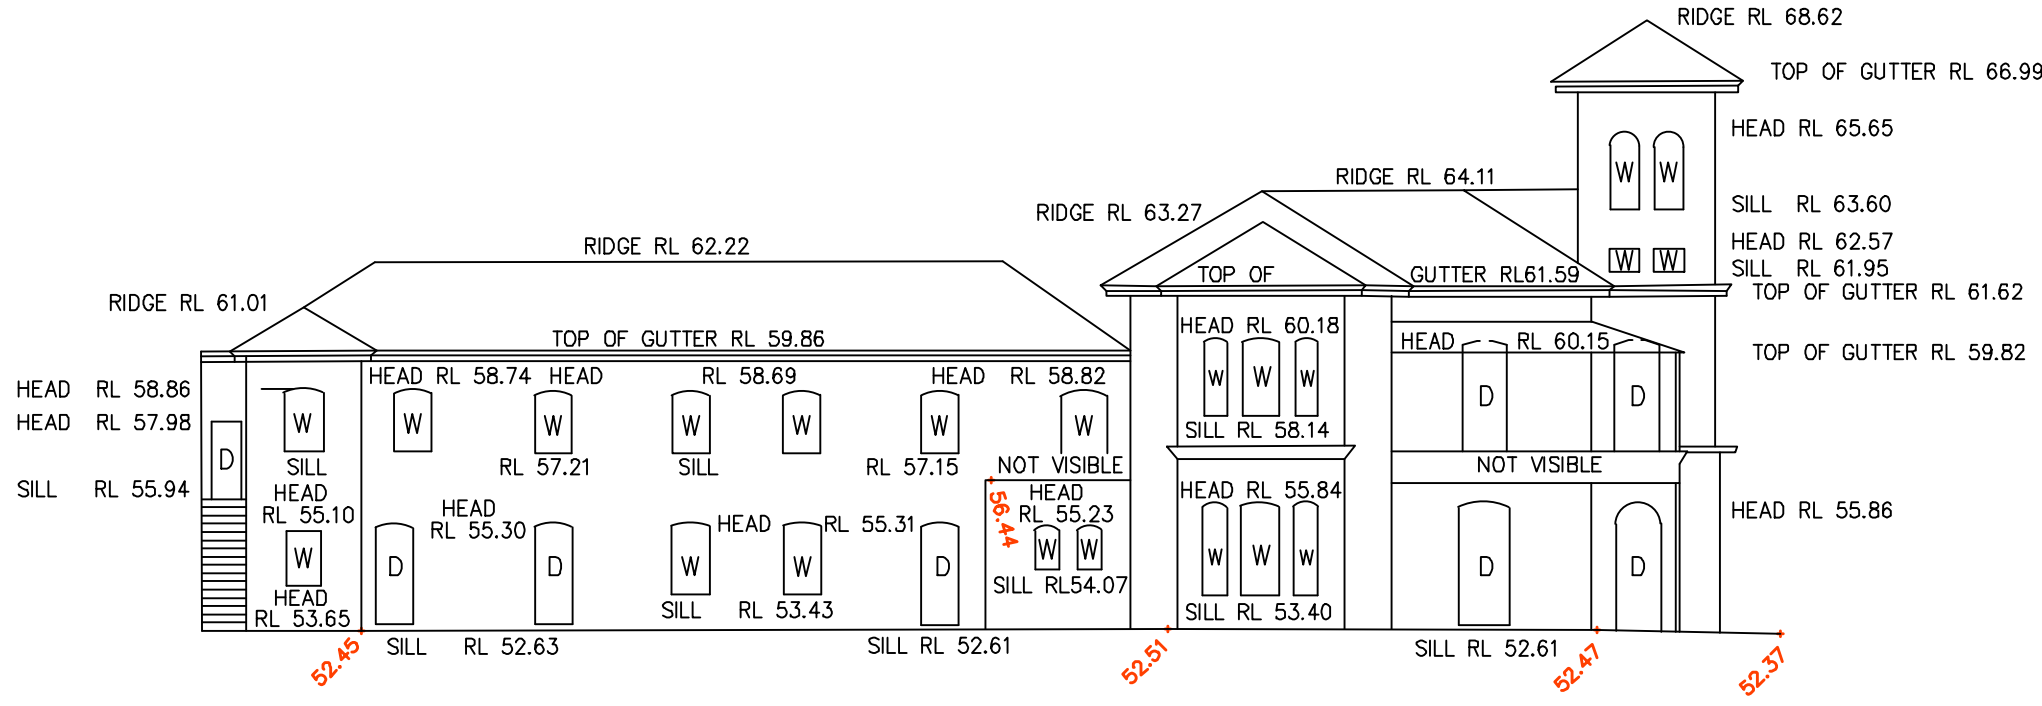 RIDGE RL 68.62
TOP OF GUTTER RL 66.99
HEAD RL 65.65
W W
RIDGE RL 64.11
SILL RL 63.60
RIDGE RL 63.27
HEAD RL 62.57
RIDGE RL 62.22
W W
SILL RL 61.95
TOP OF GUTTER RL61.59
TOP OF GUTTER RL 61.62
RIDGE RL 61.01
HEAD RL 60.18
TOP OF GUTTER RL 59.86
HEAD RL 60.15
TOP OF GUTTER RL 59.82
HEAD RL 58.74 HEAD RL 58.69 HEAD RL 58.82
HEAD RL 58.86
W W W
D D
HEAD RL 57.98
W W W W W W W
SILL RL 58.14
D
SILL RL 57.21 SILL RL 57.15 NOT VISIBLE
NOT VISIBLE
SILL RL 55.94
HEAD
RL 55.10
HEAD
RL 55.23
HEAD RL 55.84
56.44
HEAD
RL 55.30
HEAD RL 55.31
HEAD RL 55.86
W D D W W D W W W W W D D
SILL RL54.07
HEAD
RL 53.65
SILL RL 53.43
SILL RL 53.40
SILL RL 52.63
SILL RL 52.61
SILL RL 52.61
52.45
52.51
52.47
52.37